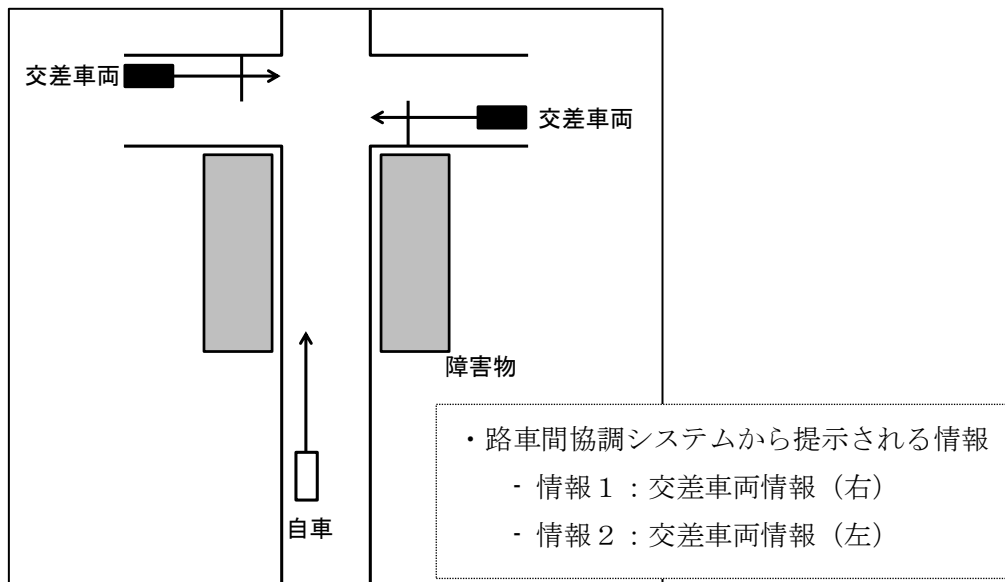 交差車両
交差車両
障害物
自車
・路車間協調システムから提示される情報
- 情報１：交差車両情報（右）
- 情報２：交差車両情報（左）